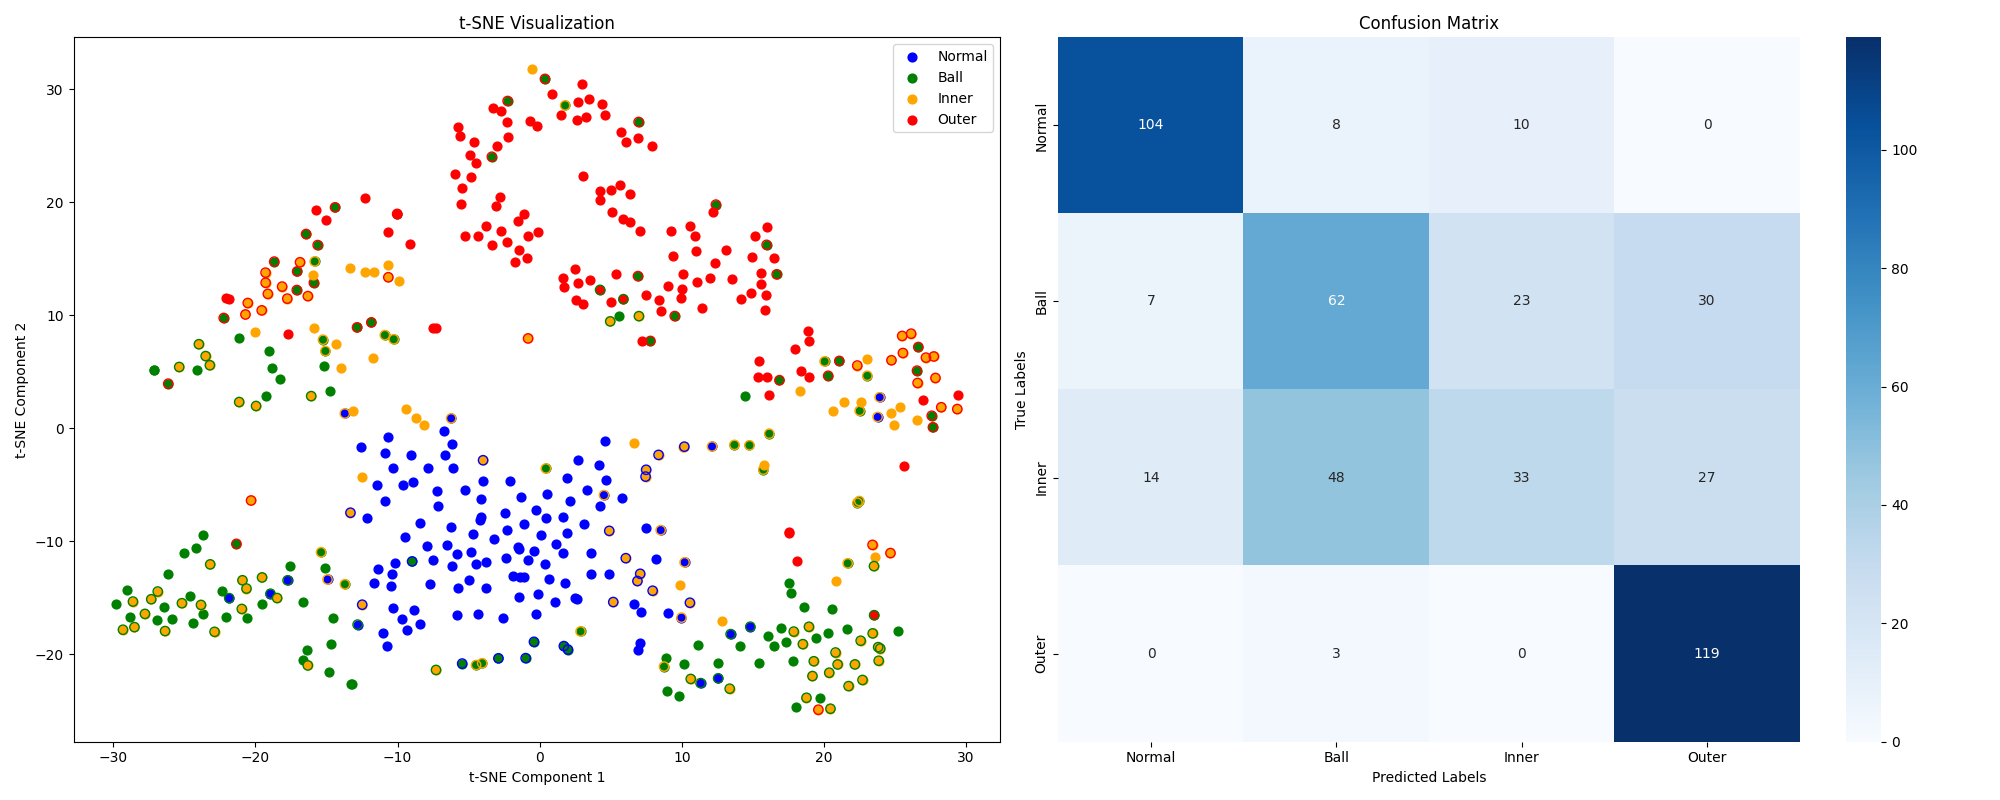 t-SNE Visualization
Normal
Ball
Inner
Outer
30
20
10
0
−10
−20
t-SNE Component 2
−30
−20
−10
0
10
20
30
t-SNE Component 1
Confusion Matrix
Normal
104
8
10
0
Ball
7
62
23
30
True Labels
Inner
14
48
33
27
Outer
0
3
0
119
Normal
Ball
Inner
Outer
Predicted Labels
100
80
60
40
20
0